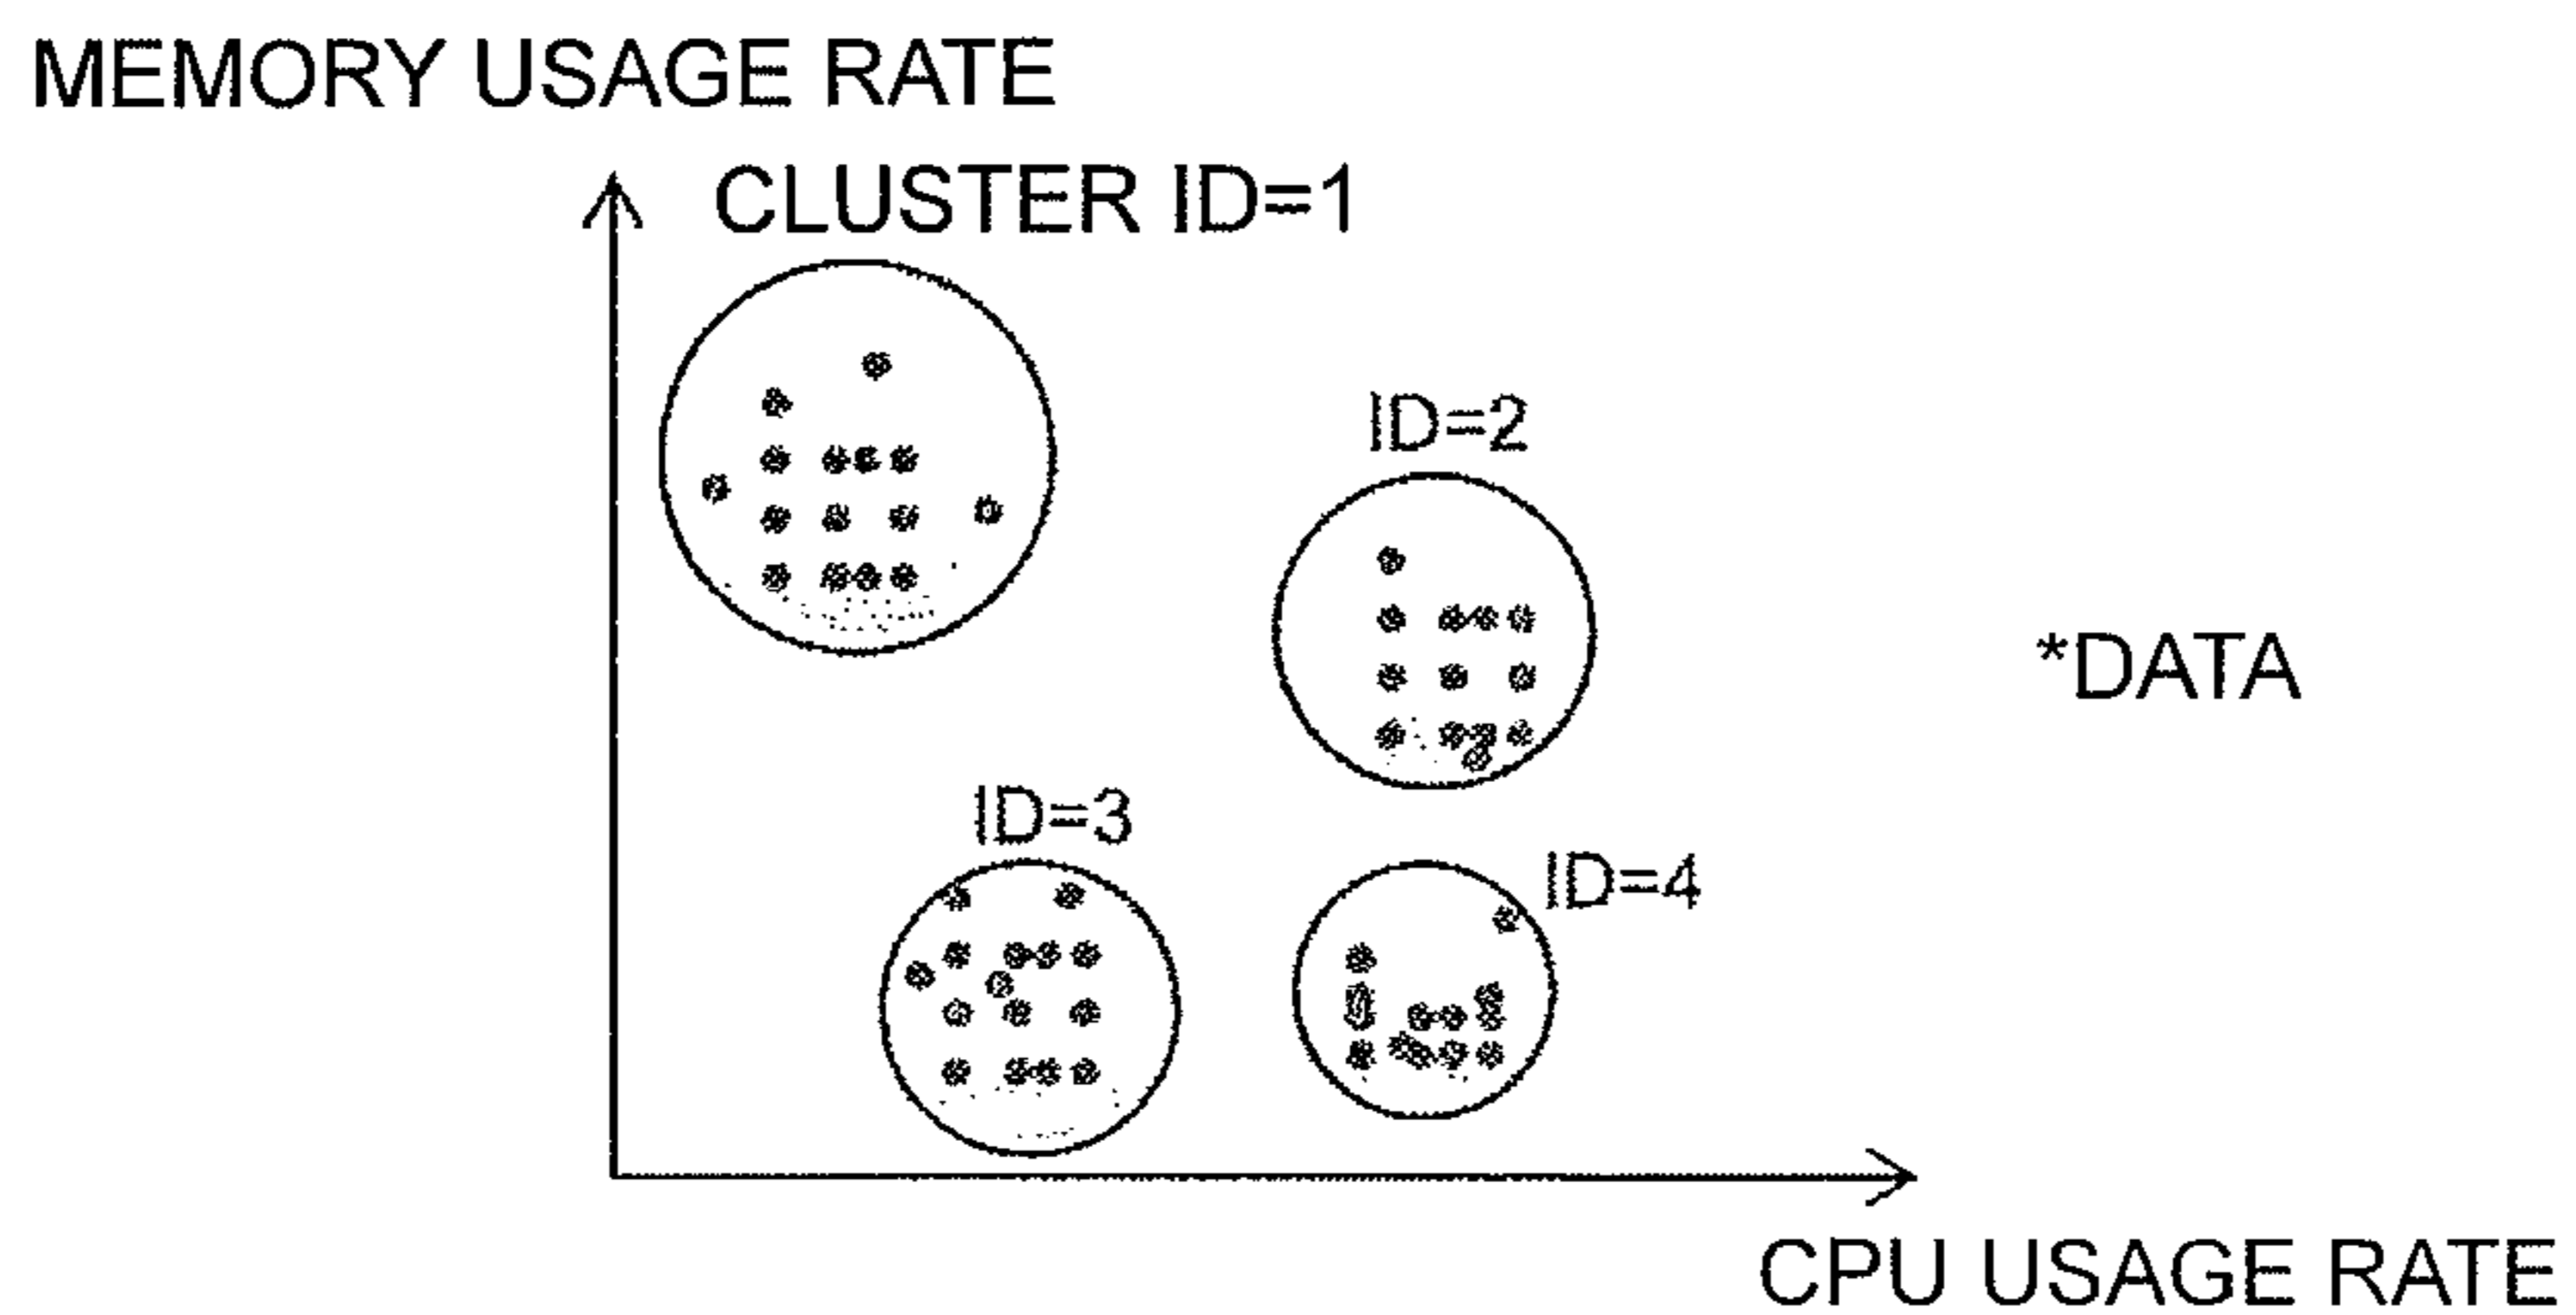 MEMORY USAGE RATE
CLUSTER ID=1
ID=2
*DATA
ID=3
ID=4
CPU USAGE RATE